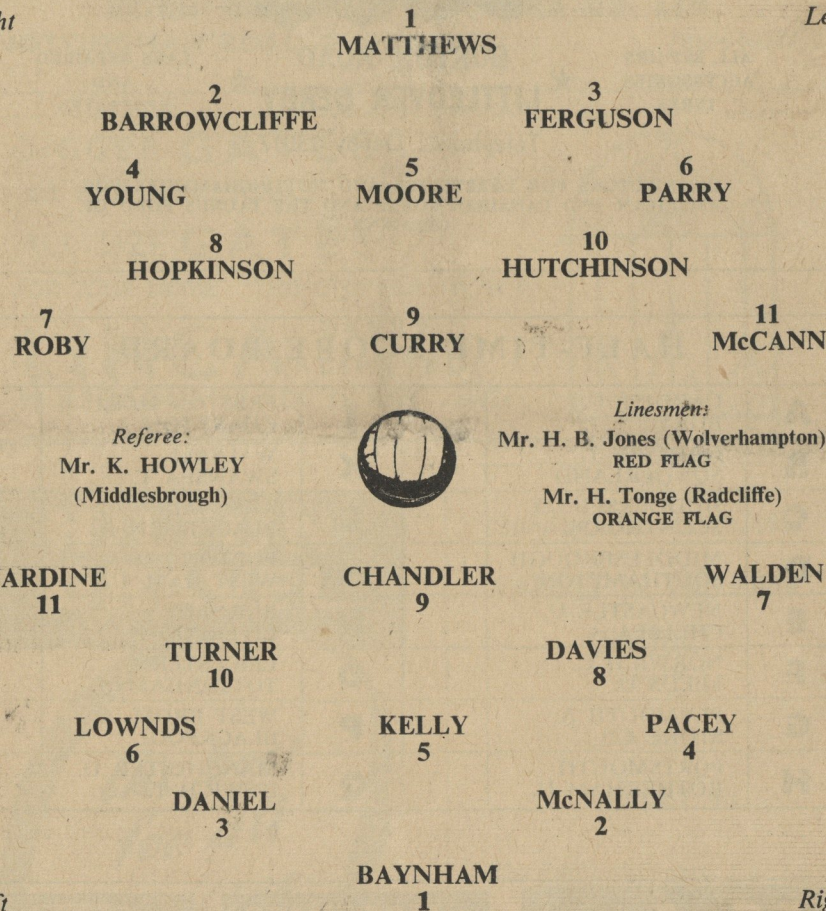 1
MATTHEWS
2 3
BARROWCLIFFE FERGUSON
4 5 6
YOUNG MOORE PARRY
8 10
HOPKINSON HUTCHINSON
7 9 11
ROBY CURRY McCANN
Referee:
Mr. K. HOWLEY
(Middlesbrough)
Linesmen:
Mr. H. B. Jones (Wolverhampton)
RED FLAG
Mr. H. Tonge (Radcliffe)
ORANGE FLAG
ARDINE CHANDLER WALDEN
11 9 7
TURNER DAVIES
10 8
LOWNDS KELLY PACEY
6 5 4
DANIEL McNALLY
3 2
BAYNHAM
1